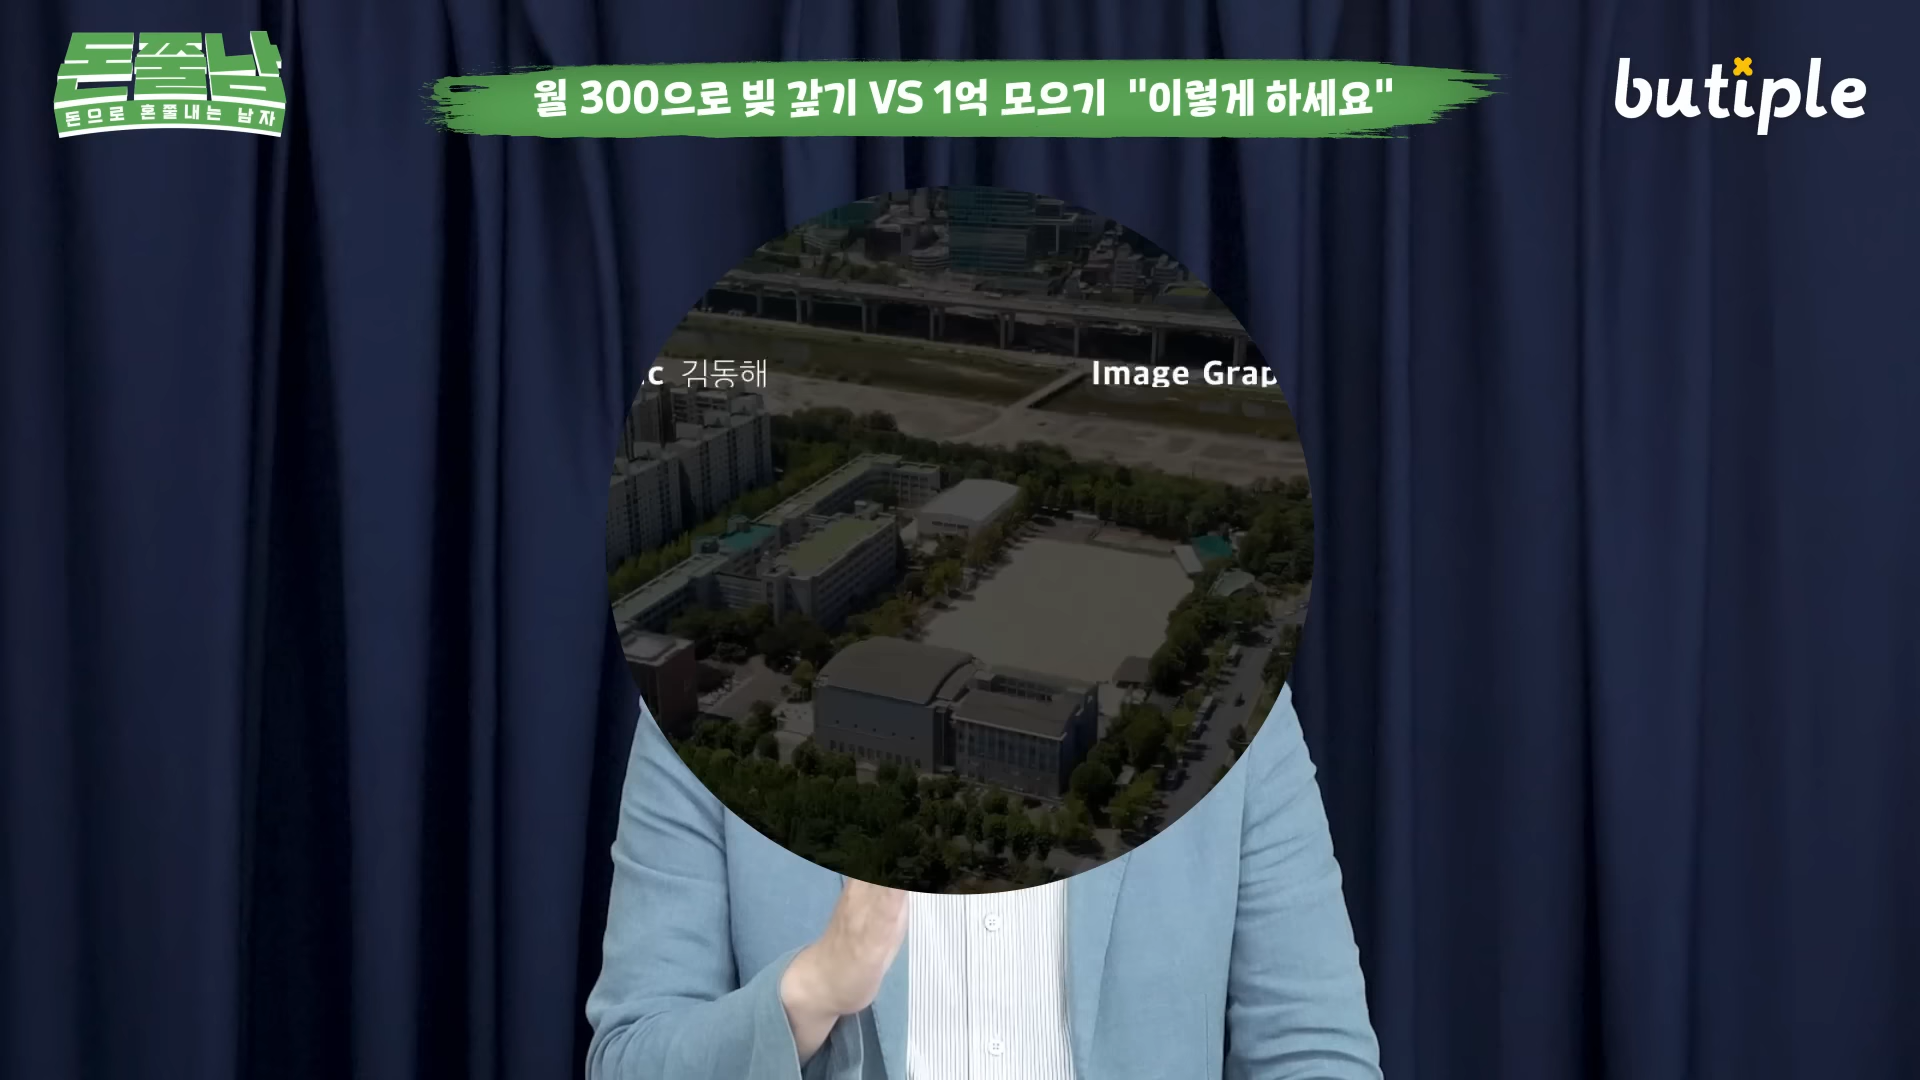 돈쭐남
돈으로 혼쭐내는 남자
월 300으로 빚 갚기 VS 1억 모으기 "이렇게 하세요"
butiple
c 김동해
Image Grap